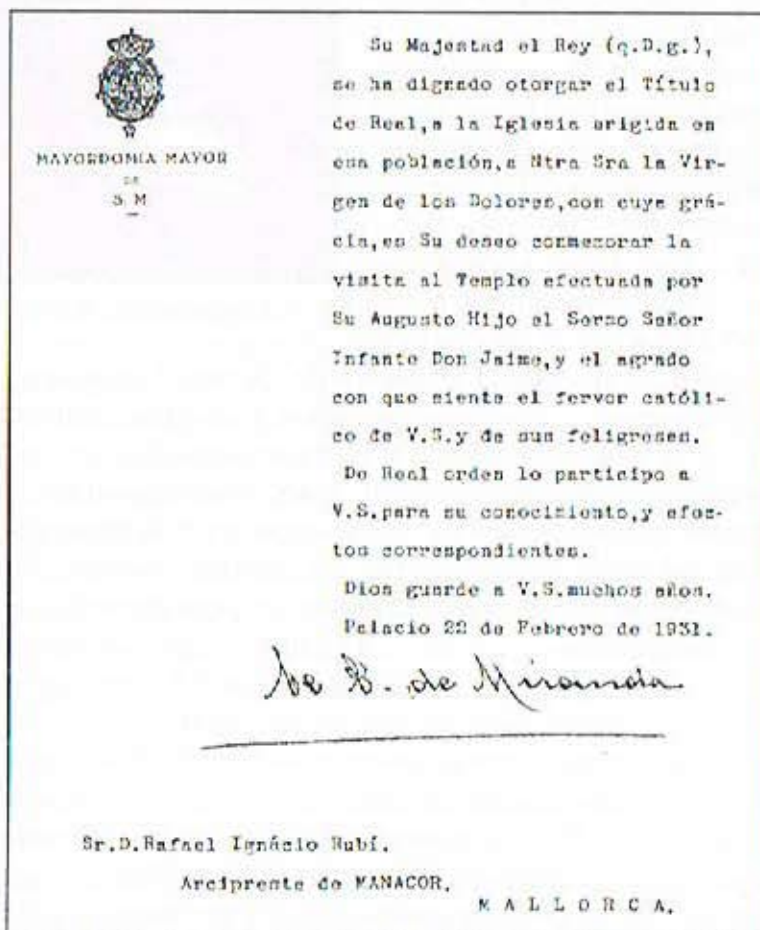 MAYORDOMIA MAYOR
DE
S. M
Su Majestad el Rey (q.D.g.),
se ha dignado otorgar el Título
de Real,a la Iglesia erigida en
esa población,a Ntra Sra la Vir-
gen de los Dolores,con cuya grá-
cia,es Su deseo conmemorar la
visita al Templo efectuada por
Su Augusto Hijo el Sermo Señor
Infante Don Jaime,y el agrado
con que siente el fervor católi-
co de V.S.y de sus feligreses.
De Real orden lo participo a
V.S.para su conocimiento,y efec-
tos correspondientes.
Dios guarde a V.S.muchos años.
Palacio 22 de Febrero de 1931.
de Miranda
Sr.D.Rafael Ignácio Rubí.
Arcipreste de MANACOR.
MALLORCA.